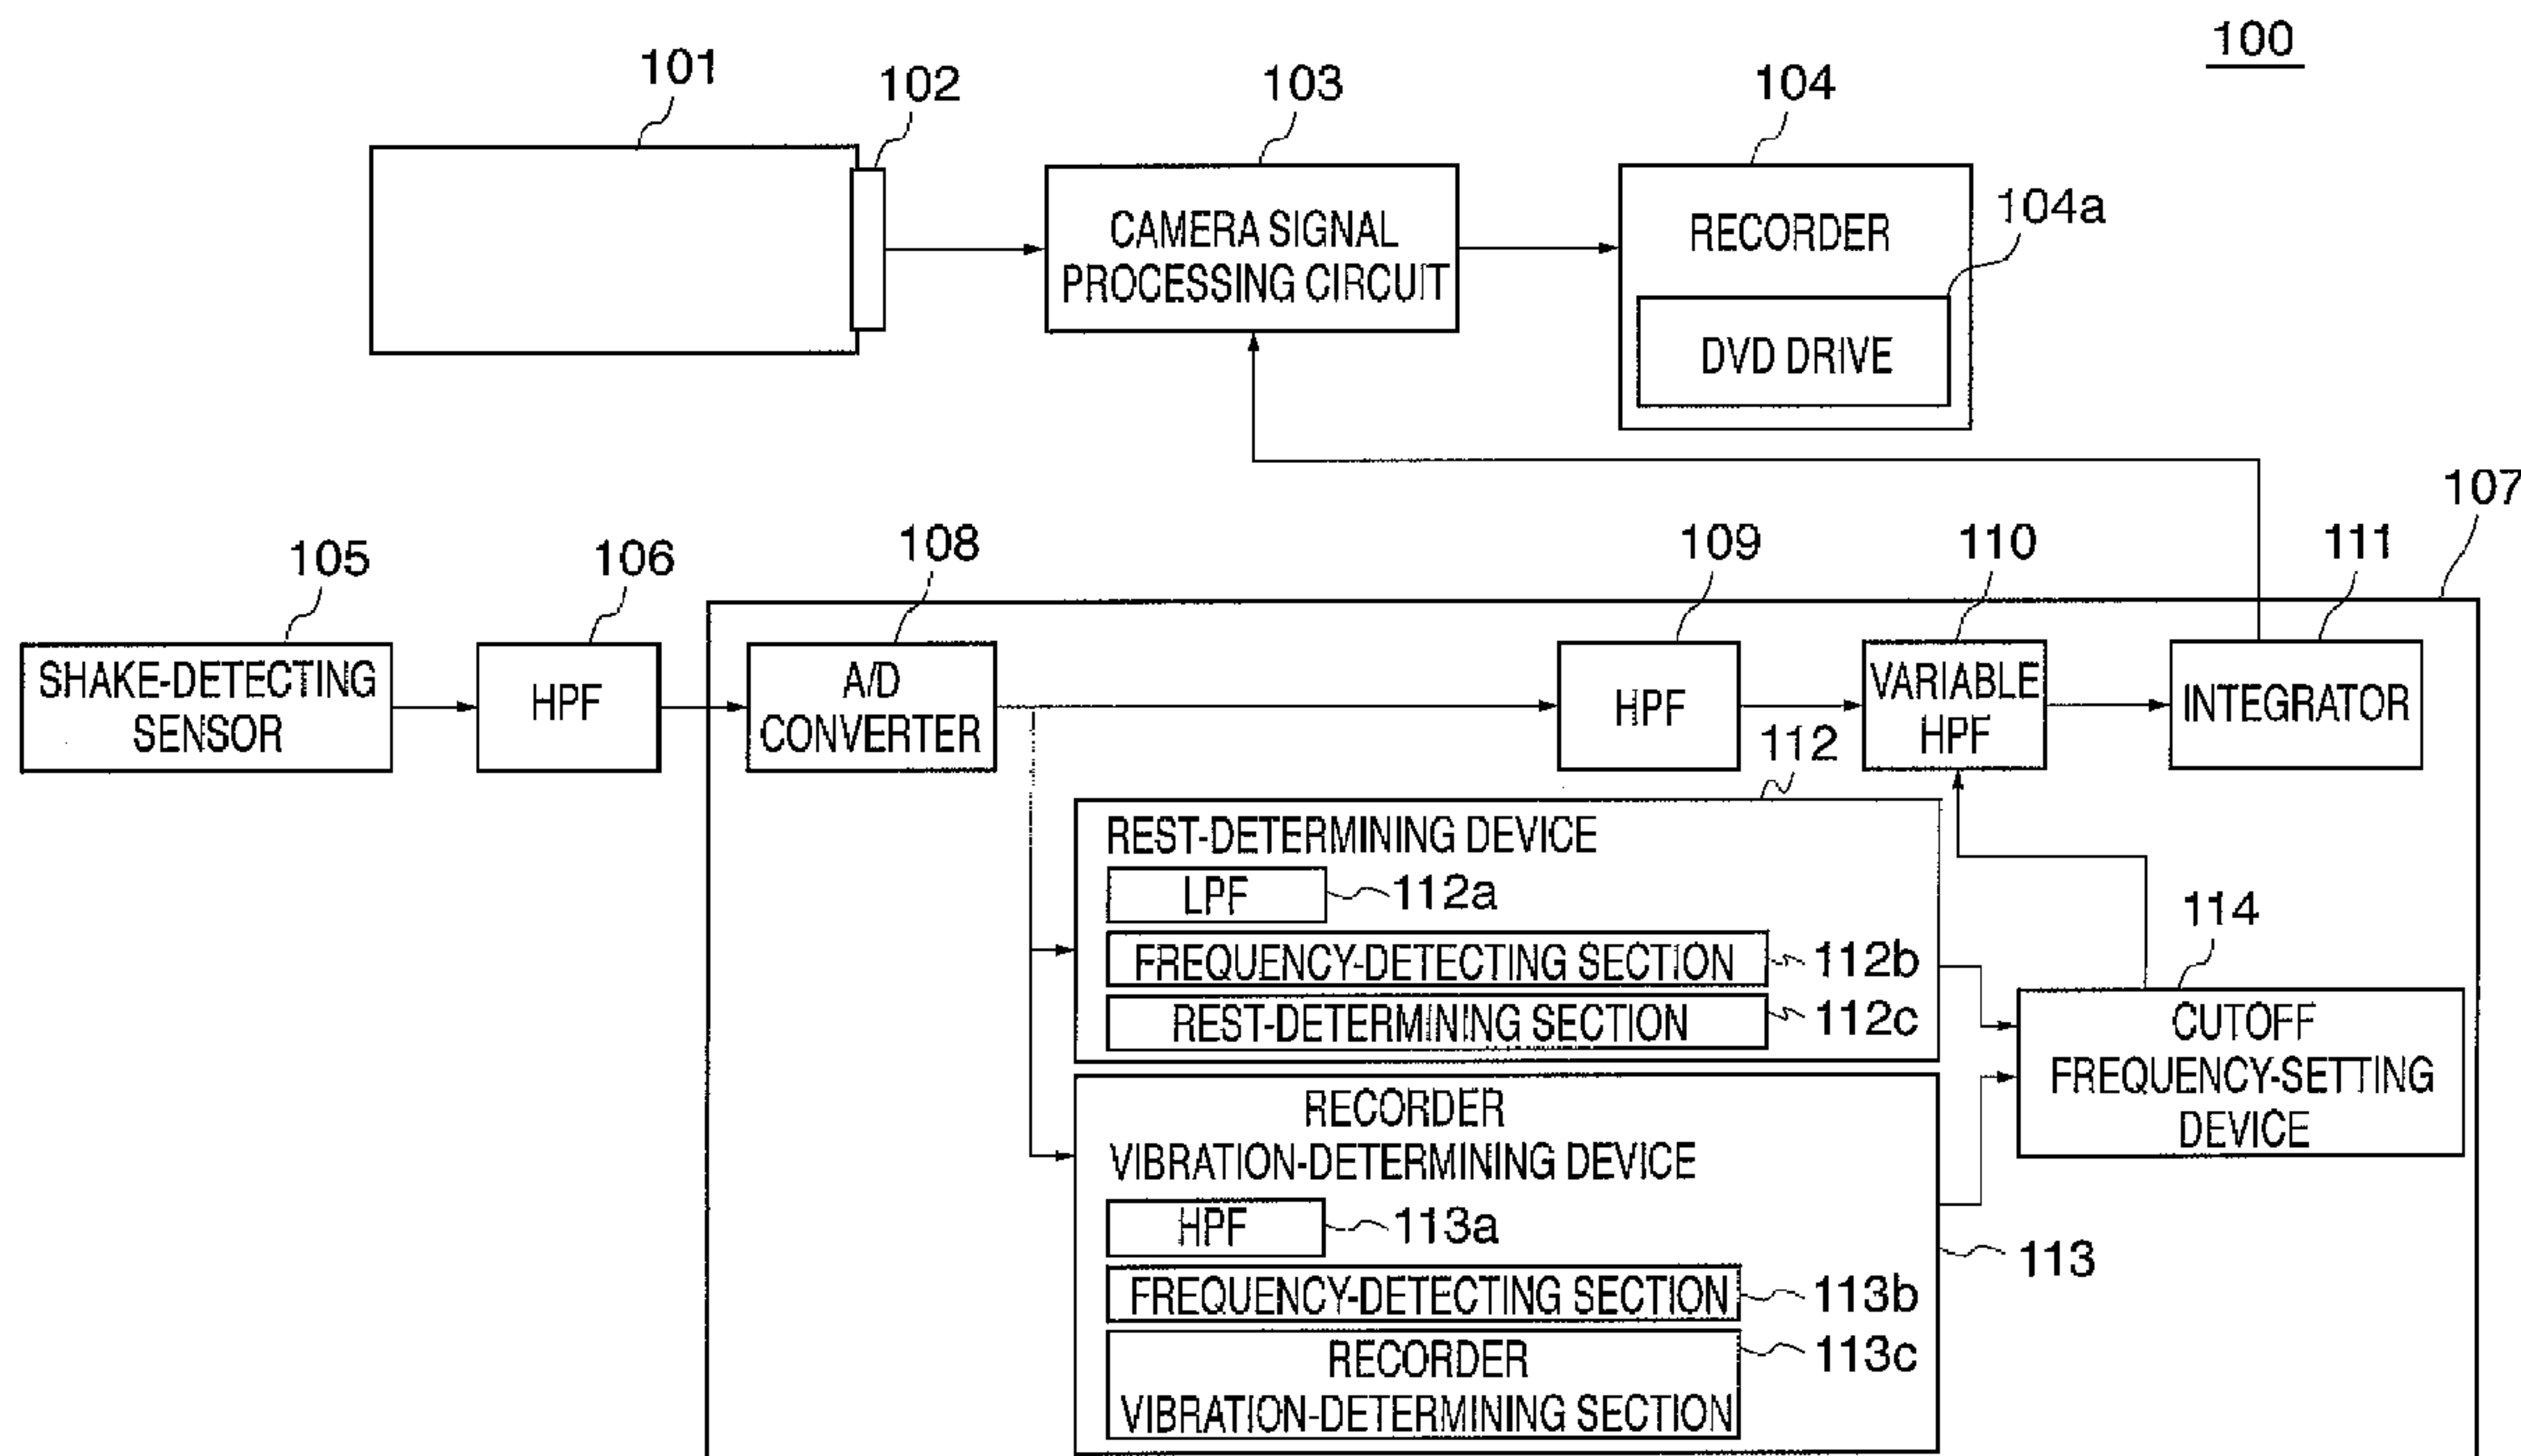 100
101
102
103
104
104a
CAMERA SIGNAL
PROCESSING CIRCUIT
RECORDER
DVD DRIVE
107
105
106
108
109
110
111
SHAKE-DETECTING
SENSOR
HPF
A/D
CONVERTER
HPF
VARIABLE
HPF
INTEGRATOR
112
REST-DETERMINING DEVICE
LPF
112a
FREQUENCY-DETECTING SECTION
112b
REST-DETERMINING SECTION
112c
114
CUTOFF
FREQUENCY-SETTING
DEVICE
RECORDER
VIBRATION-DETERMINING DEVICE
HPF
113a
113
FREQUENCY-DETECTING SECTION
113b
RECORDER
VIBRATION-DETERMINING SECTION
113c